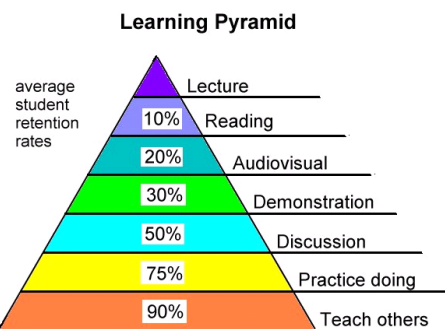 Learning Pyramid
average
student
retention
rates
Lecture
10% Reading
20% Audiovisual
30% Demonstration
50% Discussion
75% Practice doing
90% Teach others